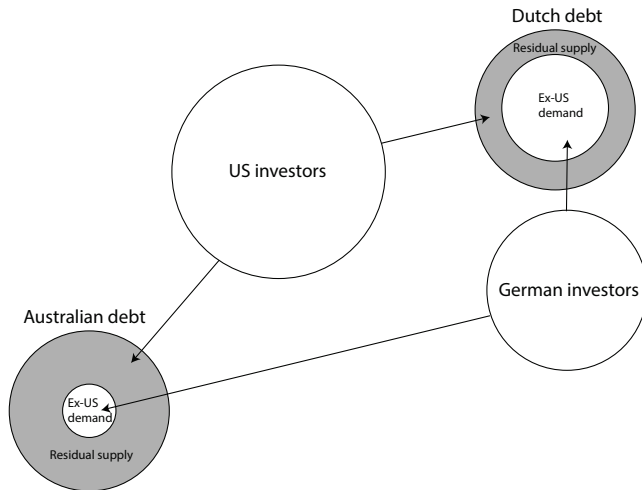 Dutch debt
Residual supply
Ex-US
demand
US investors
German investors
Australian debt
Ex-US
demand
Residual supply